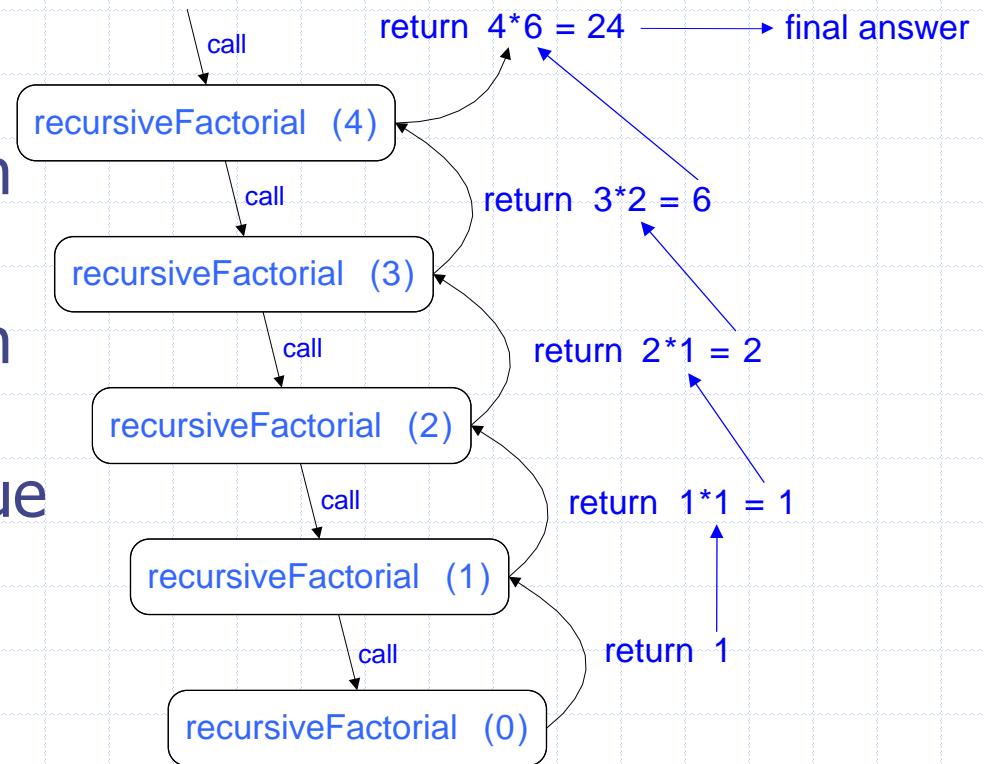 call
return 4*6 = 24
final answer
recursiveFactorial (4)
call
return 3*2 = 6
recursiveFactorial (3)
call
return 2*1 = 2
recursiveFactorial (2)
call
return 1*1 = 1
recursiveFactorial (1)
call
return 1
recursiveFactorial (0)